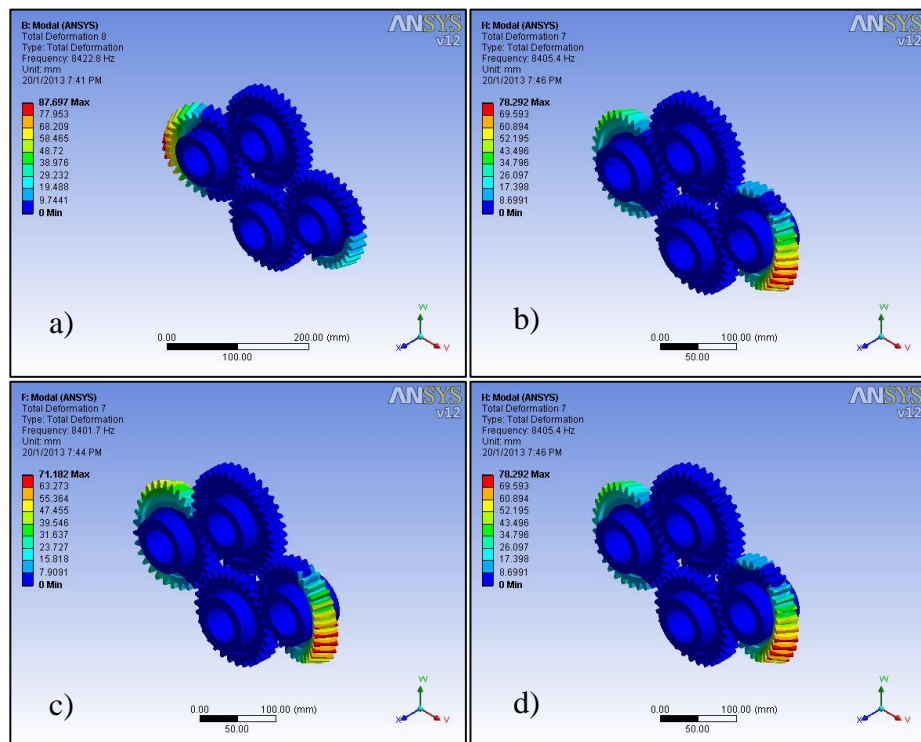 B: Modal (ANSYS)
Total Deformation 8
Type: Total Deformation
Frequency: 8422.8 Hz
Unit: mm
20/1/2013 7:41 PM
ANSYS
v12
87.697 Max
77.953
68.209
58.465
48.72
38.976
29.232
19.488
9.7441
0 Min
a)
0.00 200.00 (mm)
100.00
W
X V
H: Modal (ANSYS)
Total Deformation 7
Type: Total Deformation
Frequency: 8405.4 Hz
Unit: mm
20/1/2013 7:46 PM
ANSYS
v12
78.292 Max
69.593
60.894
52.195
43.496
34.796
26.097
17.398
8.6991
0 Min
b)
0.00 100.00 (mm)
50.00
W
X V
F: Modal (ANSYS)
Total Deformation 7
Type: Total Deformation
Frequency: 8401.7 Hz
Unit: mm
20/1/2013 7:44 PM
ANSYS
v12
71.182 Max
63.273
55.364
47.455
39.546
31.637
23.727
15.818
7.9091
0 Min
c)
0.00 100.00 (mm)
50.00
W
X V
H: Modal (ANSYS)
Total Deformation 7
Type: Total Deformation
Frequency: 8405.4 Hz
Unit: mm
20/1/2013 7:46 PM
ANSYS
v12
78.292 Max
69.593
60.894
52.195
43.496
34.796
26.097
17.398
8.6991
0 Min
d)
0.00 100.00 (mm)
50.00
W
X V